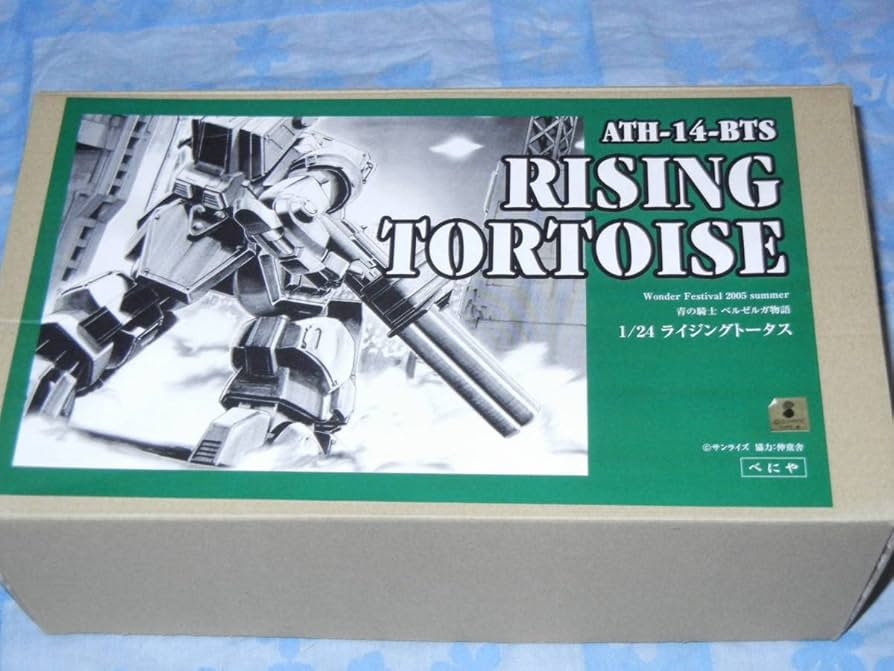 ATH-14-BTS
RISING
TORTOISE
Wonder Festival 2005 summer
青の騎士 ベルゼルガ物語
1/24 ライジングトータス
©サンライズ 協力:伸童舎
べにや